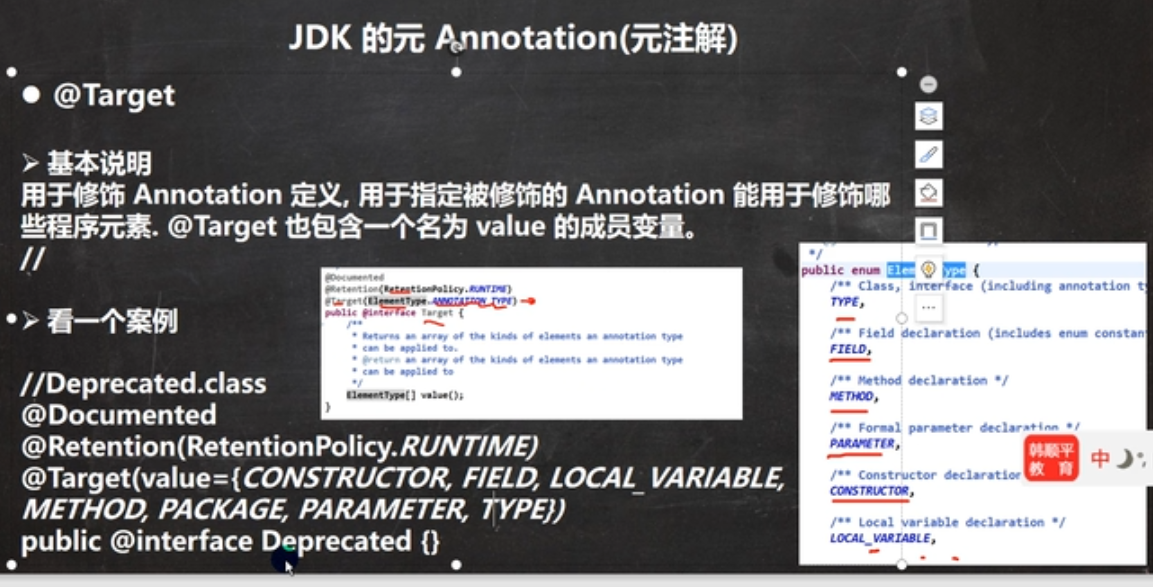 JDK 的元 Annotation(元注解)
● @Target
➢ 基本说明
用于修饰 Annotation 定义, 用于指定被修饰的 Annotation 能用于修饰哪
些程序元素. @Target 也包含一个名为 value 的成员变量。
//
•➢ 看一个案例
//Deprecated.class
@Documented
@Retention(RetentionPolicy.RUNTIME)
@Target(value={CONSTRUCTOR, FIELD, LOCAL_VARIABLE,
METHOD, PACKAGE, PARAMETER, TYPE})
public @interface Deprecated {}
@Documented
@Retention(RetentionPolicy.RUNTIME)
@Target(ElementType.ANNOTATION_TYPE)
public @interface Target {
/**
* Returns an array of the kinds of elements an annotation type
* can be applied to.
* @return an array of the kinds of elements an annotation type
* can be applied to
*/
ElementType[] value();
}
*/
public enum {
/** Class, interface (including annotation
TYPE,
/** Field declaration (includes enum
FIELD,
/** Method declaration */
METHOD,
/** Formal parameter declaration */
PARAMETER,
/** Constructor declaration
CONSTRUCTOR,
/** Local variable declaration */
LOCAL_VARIABLE,
韩顺平
教 育
中